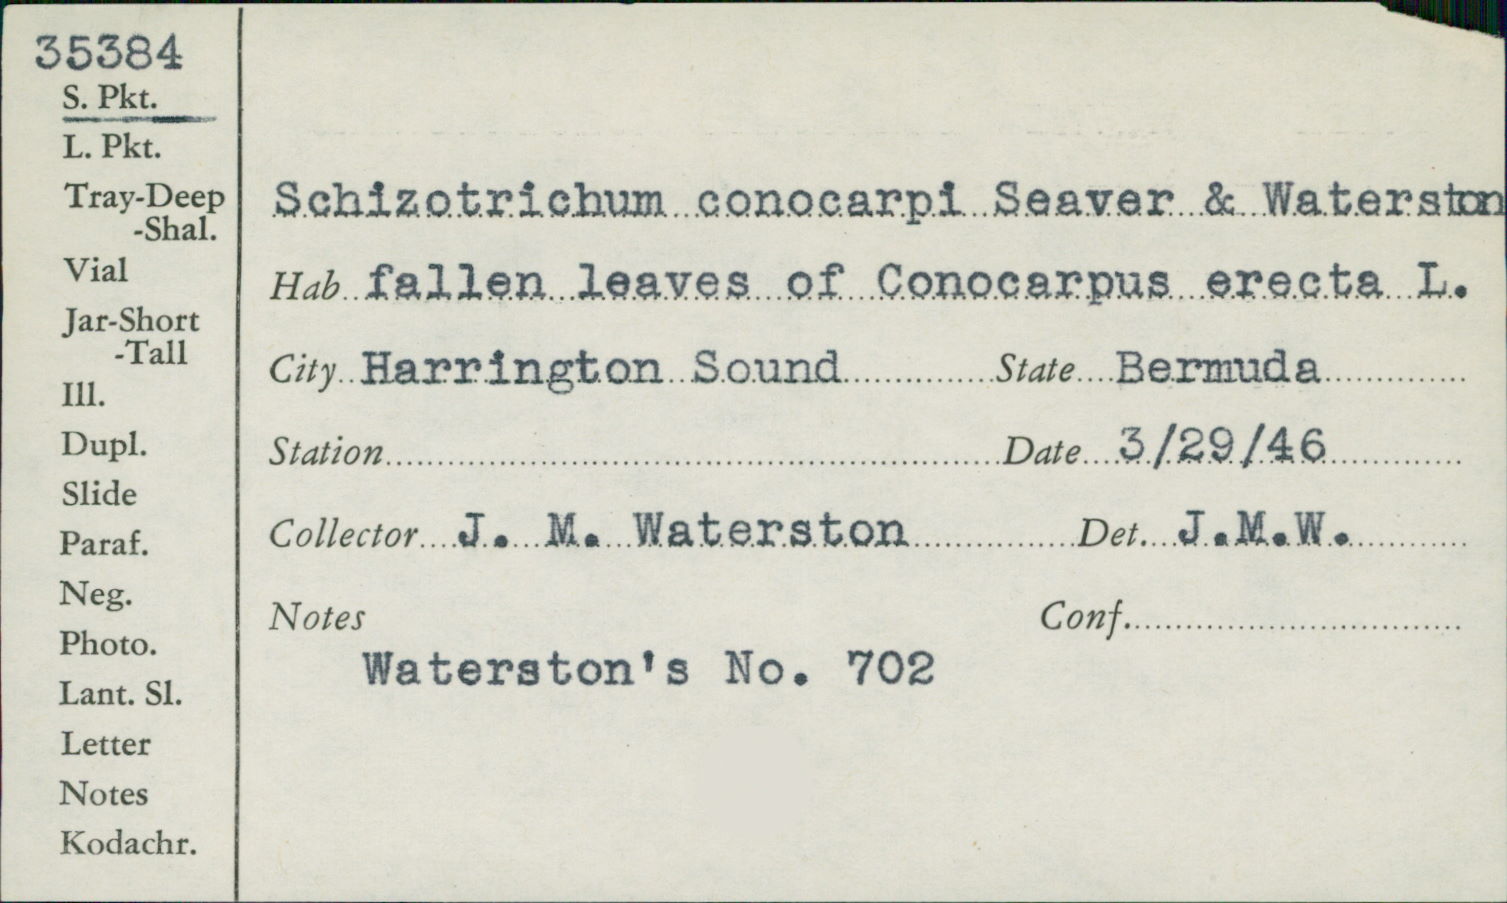 35384
S. Pkt.
L. Pkt.
Tray-Deep
-Shal.
Vial
Jar-Short
-Tall
Ill.
Dupl.
Slide
Paraf.
Neg.
Photo.
Lant. Sl.
Letter
Notes
Kodachr.
Schizotrichum conocarpi Seaver & Waterston
Hab. fallen leaves of Conocarpus erecta L.
City Harrington Sound State Bermuda
Station Date 3/29/46
Collector J. M. Waterston Det. J.M.W.
Notes Conf.
Waterston's No. 702